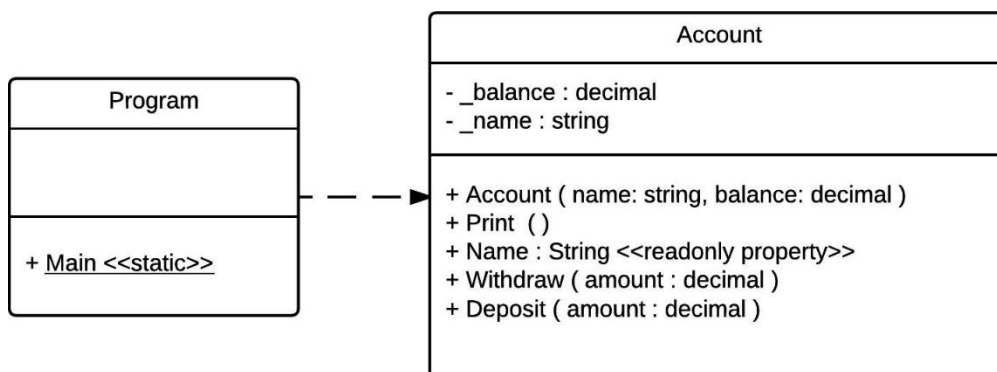 Program
+ Main <<static>>
Account
- _balance : decimal
- _name : string
+ Account ( name: string, balance: decimal )
+ Print  ( )
+ Name : String <<readonly property>>
+ Withdraw ( amount : decimal )
+ Deposit ( amount : decimal )